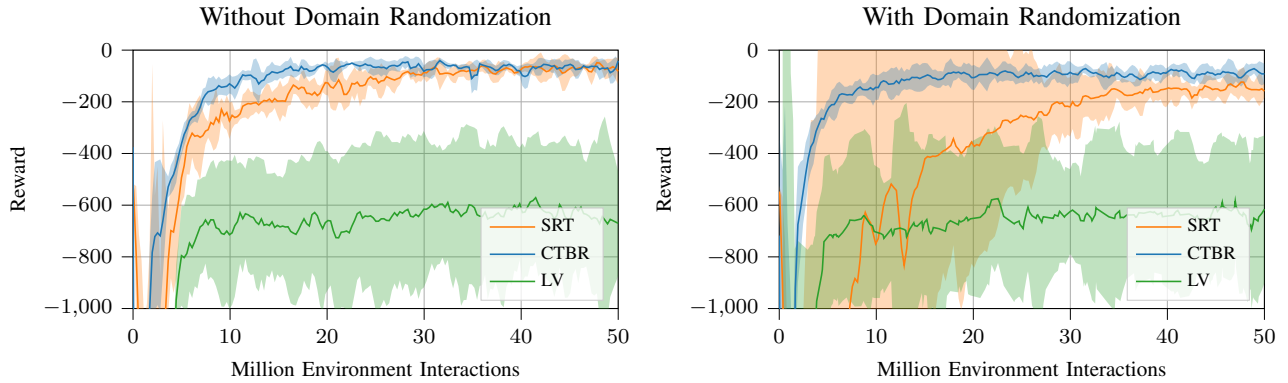 Without Domain Randomization
0
−200
−400
−600
−800
−1,000
Reward
0 10 20 30 40 50
Million Environment Interactions
SRT
CTBR
LV
With Domain Randomization
0
−200
−400
−600
−800
−1,000
Reward
0 10 20 30 40 50
Million Environment Interactions
SRT
CTBR
LV